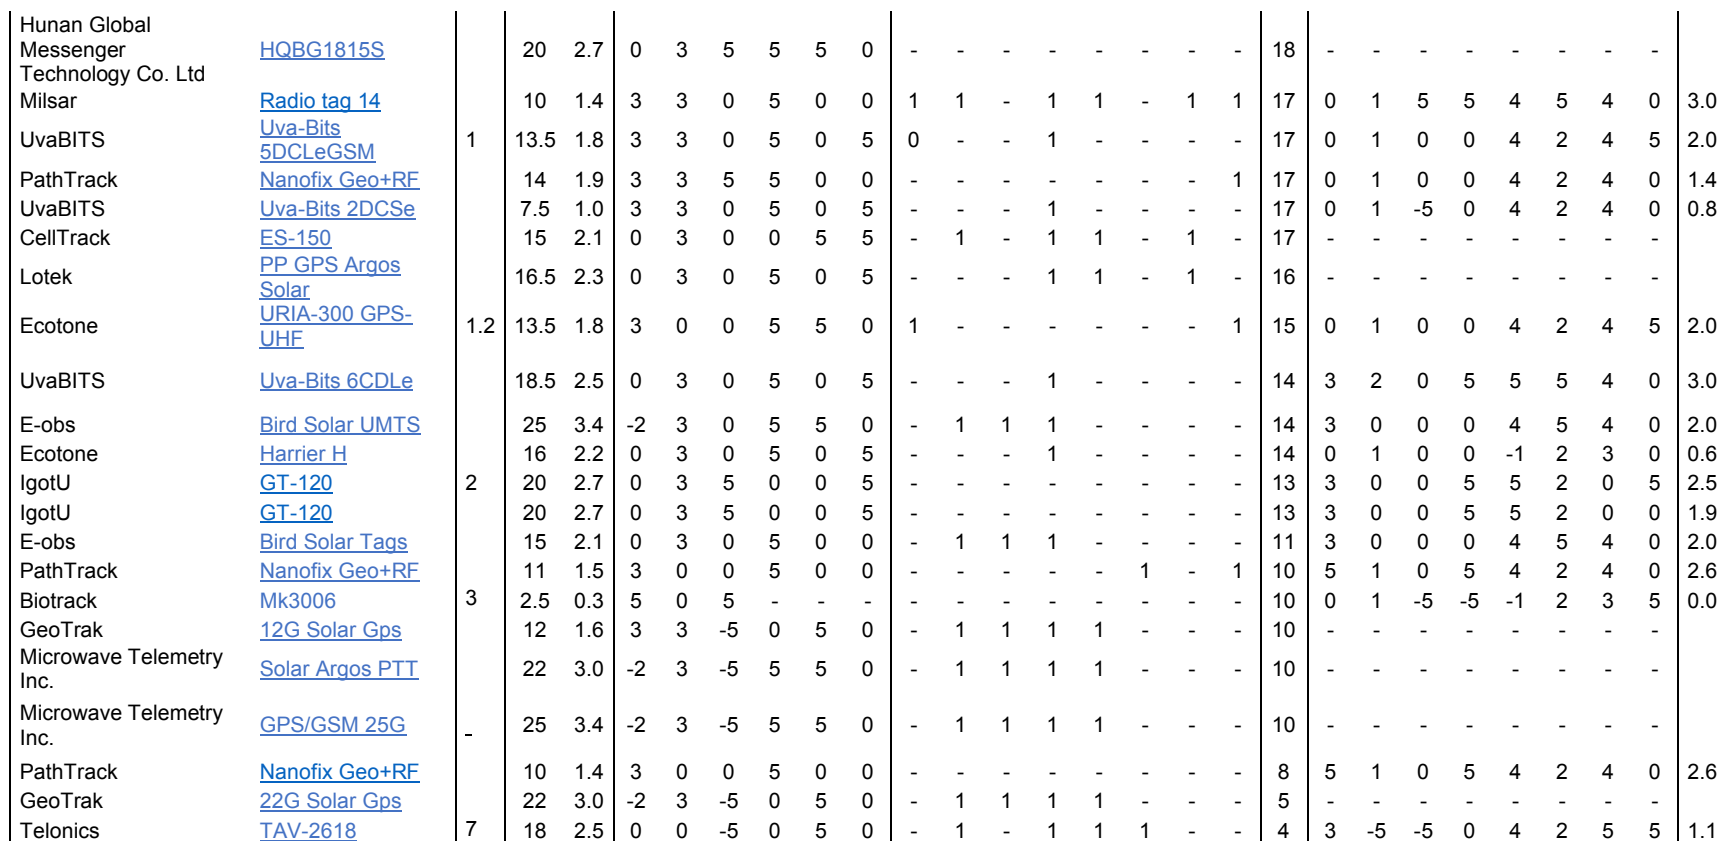 Hunan Global
Messenger HQBG1815S 20 2.7 0 3 5 5 5 0 - - - - - - - - 18 - - - - - - - -
Technology Co. Ltd
Milsar Radio tag 14 10 1.4 3 3 0 5 0 0 1 1 - 1 1 - 1 1 17 0 1 5 5 4 5 4 0 3.0
Uva-Bits
UvaBITS 1 13.5 1.8 3 3 0 5 0 5 0 - - 1 - - - - 17 0 1 0 0 4 2 4 5 2.0
5DCLeGSM
PathTrack Nanofix Geo+RF 14 1.9 3 3 5 5 0 0 - - - - - - - 1 17 0 1 0 0 4 2 4 0 1.4
UvaBITS Uva-Bits 2DCSe 7.5 1.0 3 3 0 5 0 5 - - - 1 - - - - 17 0 1 -5 0 4 2 4 0 0.8
CellTrack ES-150 15 2.1 0 3 0 0 5 5 - 1 - 1 1 - 1 - 17 - - - - - - - -
PP GPS Argos
Lotek 16.5 2.3 0 3 0 5 0 5 - - - 1 1 - 1 - 16 - - - - - - - -
Solar
URIA-300 GPS-
Ecotone 1.2 13.5 1.8 3 0 0 5 5 0 1 - - - - - - 1 15 0 1 0 0 4 2 4 5 2.0
UHF
UvaBITS Uva-Bits 6CDLe 18.5 2.5 0 3 0 5 0 5 - - - 1 - - - - 14 3 2 0 5 5 5 4 0 3.0
E-obs Bird Solar UMTS 25 3.4 -2 3 0 5 5 0 - 1 1 1 - - - - 14 3 0 0 0 4 5 4 0 2.0
Ecotone Harrier H 16 2.2 0 3 0 5 0 5 - - - 1 - - - - 14 0 1 0 0 -1 2 3 0 0.6
IgotU GT-120 2 20 2.7 0 3 5 0 0 5 - - - - - - - - 13 3 0 0 5 5 2 0 5 2.5
IgotU GT-120 20 2.7 0 3 5 0 0 5 - - - - - - - - 13 3 0 0 5 5 2 0 0 1.9
E-obs Bird Solar Tags 15 2.1 0 3 0 5 0 0 - 1 1 1 - - - - 11 3 0 0 0 4 5 4 0 2.0
PathTrack Nanofix Geo+RF 11 1.5 3 0 0 5 0 0 - - - - - 1 - 1 10 5 1 0 5 4 2 4 0 2.6
Biotrack Mk3006 3 2.5 0.3 5 0 5 - - - - - - - - - - - 10 0 1 -5 -5 -1 2 3 5 0.0
GeoTrak 12G Solar Gps 12 1.6 3 3 -5 0 5 0 - 1 1 1 1 - - - 10 - - - - - - - -
Microwave Telemetry
Inc. Solar Argos PTT 22 3.0 -2 3 -5 5 5 0 - 1 1 1 1 - - - 10 - - - - - - - -
Microwave Telemetry
Inc. GPS/GSM 25G - 25 3.4 -2 3 -5 5 5 0 - 1 1 1 1 - - - 10 - - - - - - - -
PathTrack Nanofix Geo+RF 10 1.4 3 0 0 5 0 0 - - - - - - - - 8 5 1 0 5 4 2 4 0 2.6
GeoTrak 22G Solar Gps 22 3.0 -2 3 -5 0 5 0 - 1 1 1 1 - - - 5 - - - - - - - -
Telonics TAV-2618 7 18 2.5 0 0 -5 0 5 0 - 1 - 1 1 1 - - 4 3 -5 -5 0 4 2 5 5 1.1